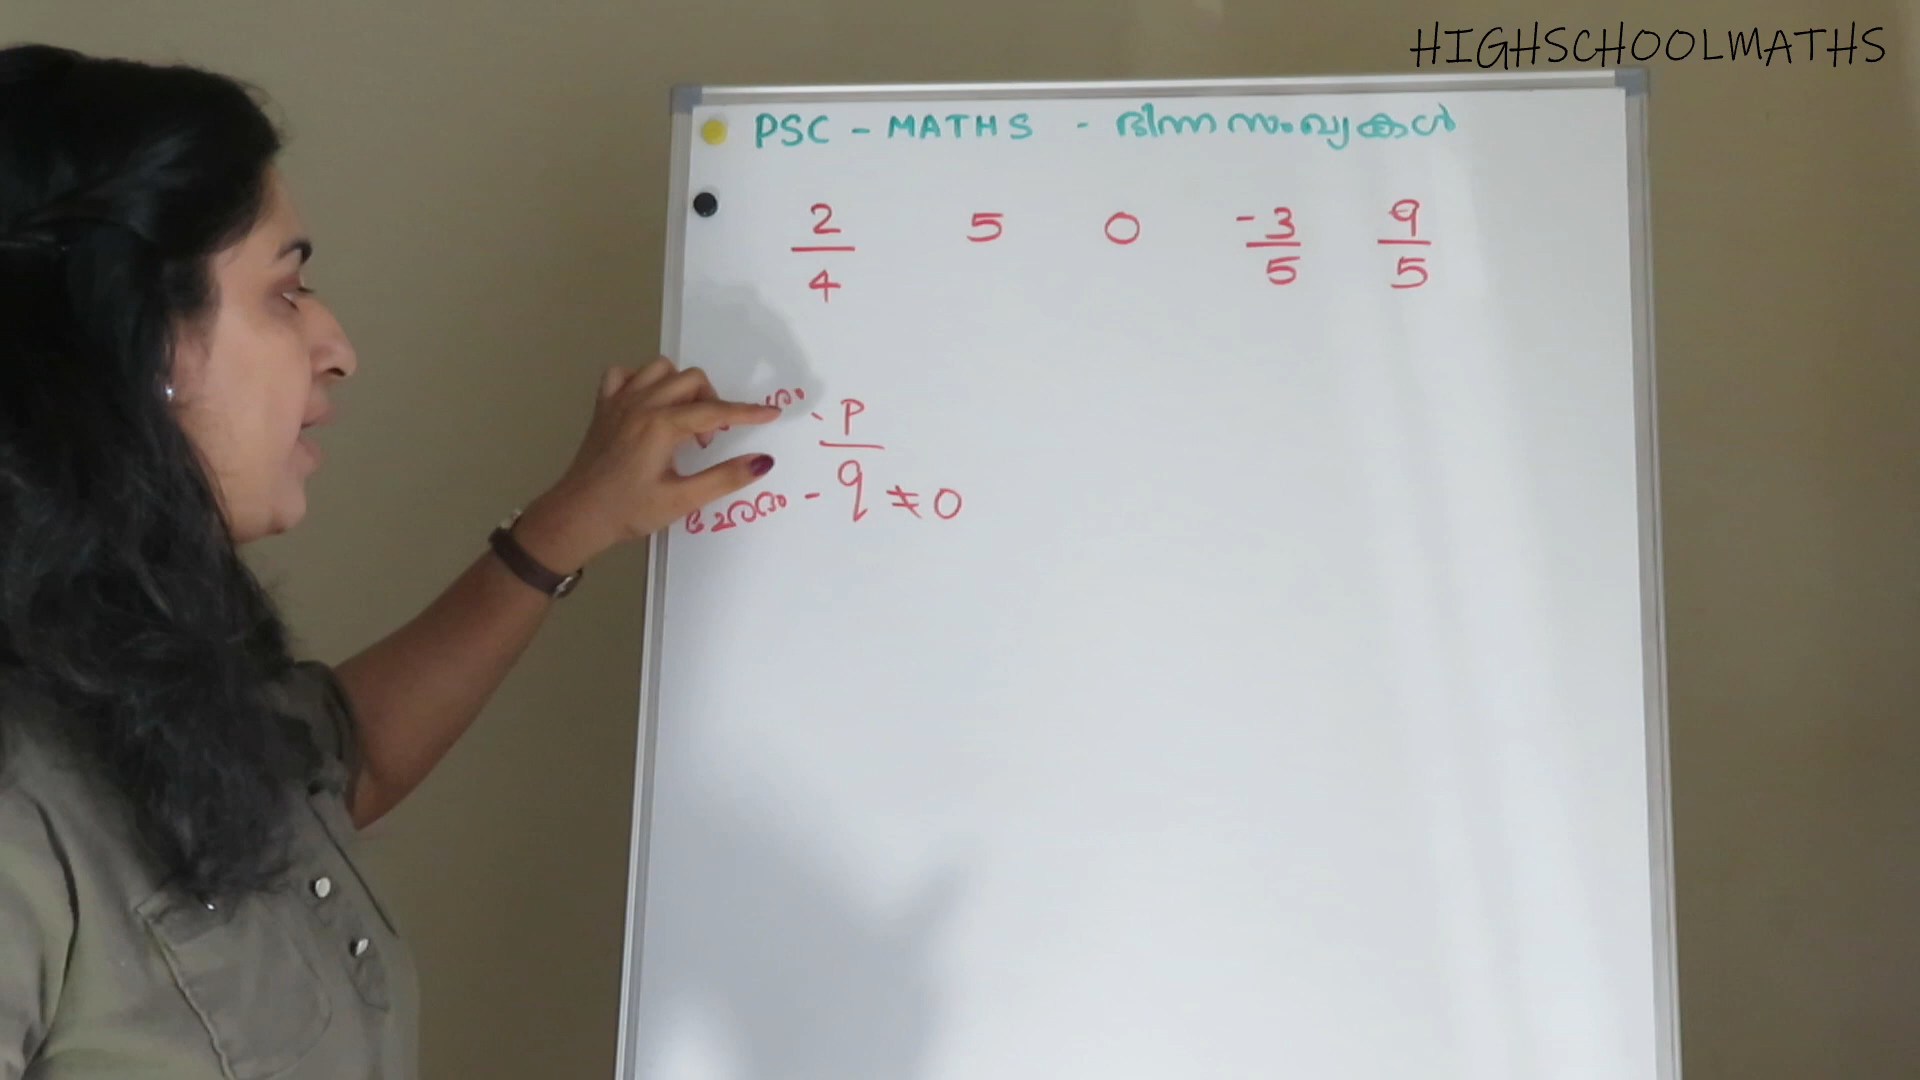 HIGHSCHOOLMATHS
PSC - MATHS - ഭിന്നസംഖ്യകൾ
2/4 5 0 -3/5 9/5
- P
ഛേദം - q ≠ 0